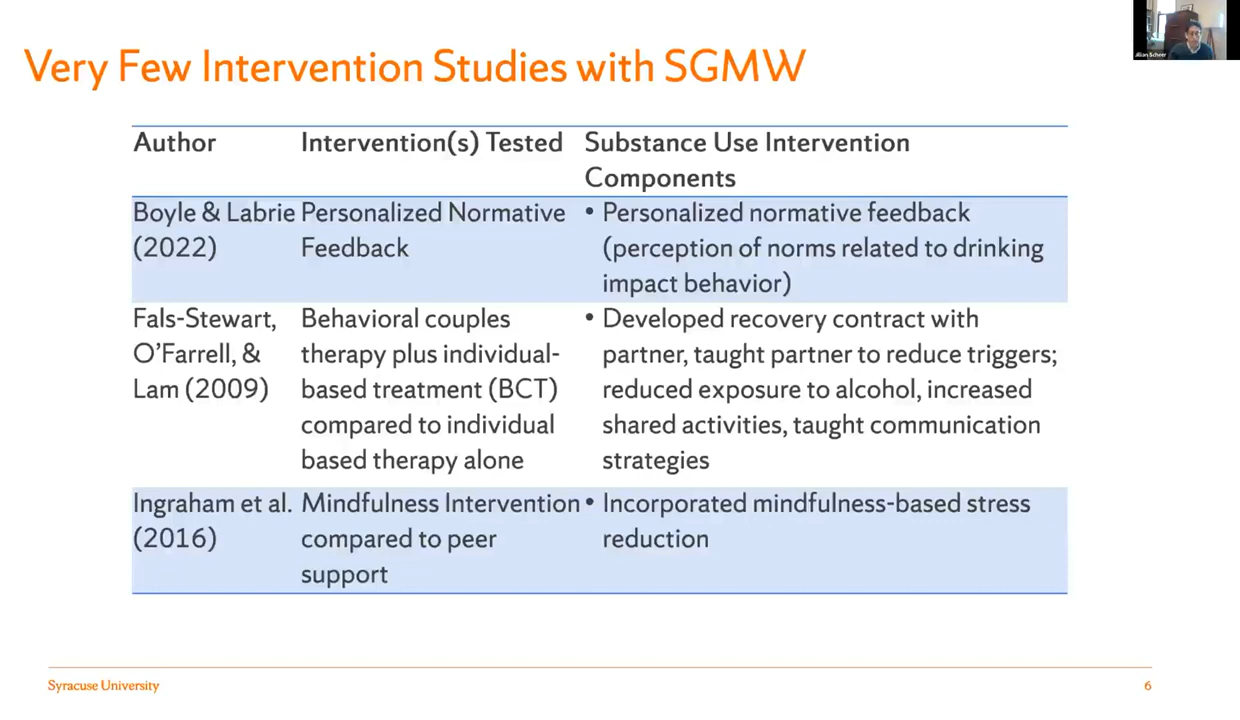 Very Few Intervention Studies with SGMW
Author
Intervention(s) Tested
Substance Use Intervention
Components
Boyle & Labrie
(2022)
Personalized Normative
Feedback
• Personalized normative feedback
(perception of norms related to drinking
impact behavior)
Fals-Stewart,
O’Farrell, &
Lam (2009)
Behavioral couples
therapy plus individual-
based treatment (BCT)
compared to individual
based therapy alone
• Developed recovery contract with
partner, taught partner to reduce triggers;
reduced exposure to alcohol, increased
shared activities, taught communication
strategies
Ingraham et al.
(2016)
Mindfulness Intervention
compared to peer
support
• Incorporated mindfulness-based stress
reduction
Syracuse University
6